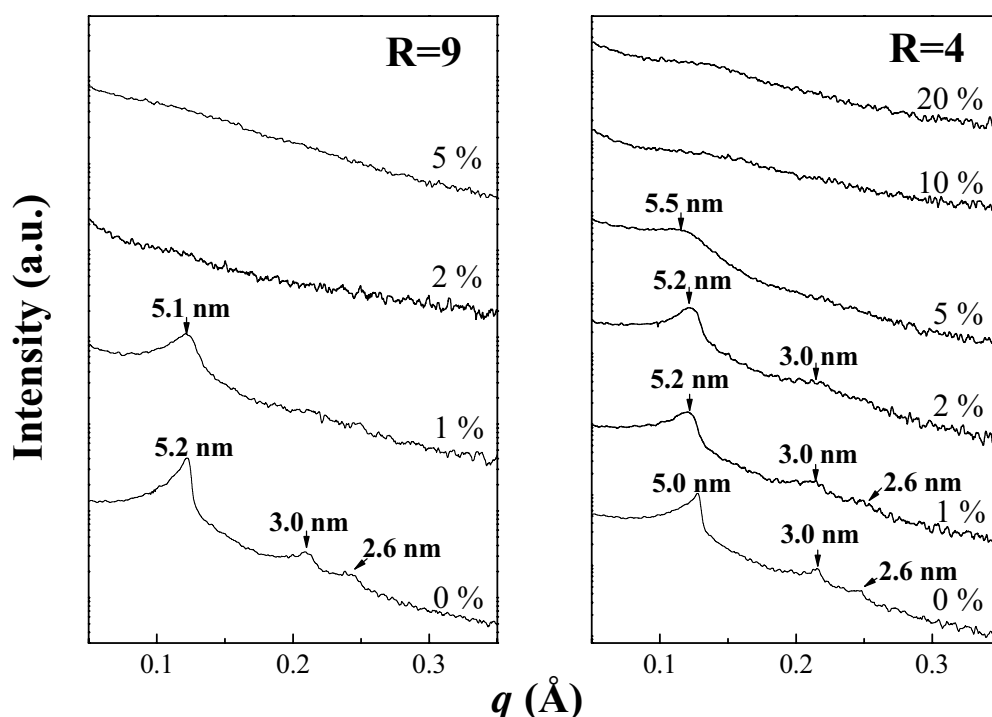 Intensity (a.u.)
R=9
5 %
2 %
5.1 nm
1 %
5.2 nm
3.0 nm
2.6 nm
0 %
0.1
0.2
0.3
R=4
20 %
10 %
5.5 nm
5 %
5.2 nm
3.0 nm
2 %
5.2 nm
3.0 nm
2.6 nm
1 %
5.0 nm
3.0 nm
2.6 nm
0 %
0.1
0.2
0.3
q (Å)